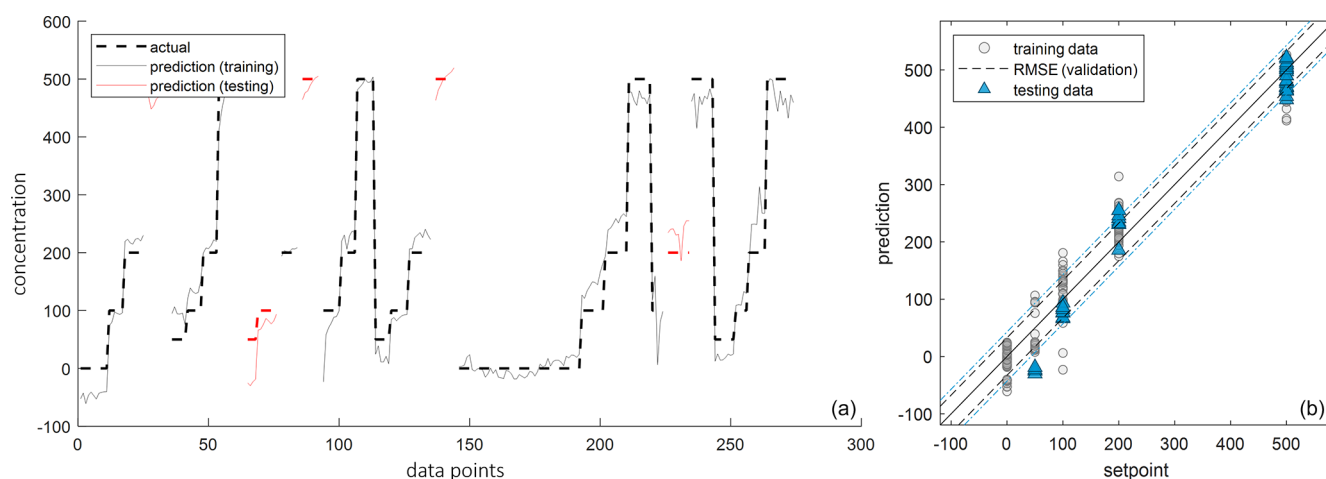 600
500
400
300
200
100
0
-100
concentration
actual
prediction (training)
prediction (testing)
0 50 100 150 200 250 300
data points
(a)
500
400
300
200
100
0
-100
prediction
training data
RMSE (validation)
testing data
-100 0 100 200 300 400 500
setpoint
(b)